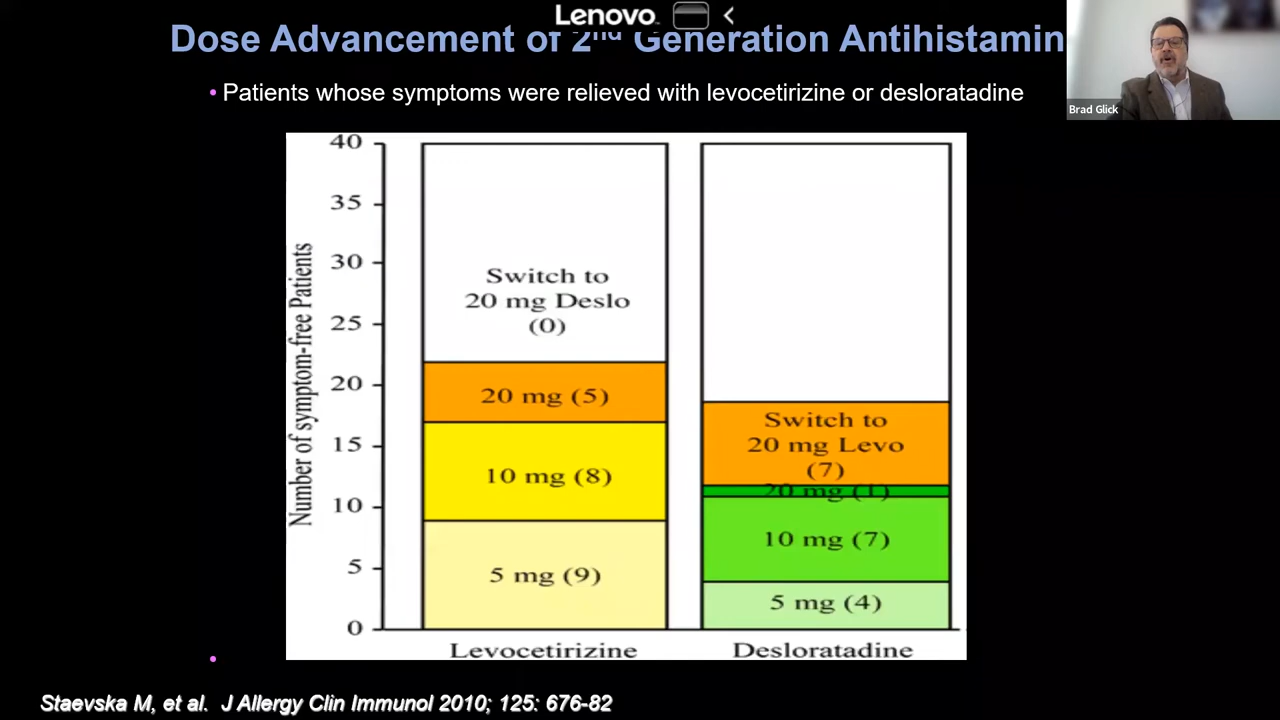 Lenovo
Dose Advancement of 2nd Generation Antihistamin
Brad Glick
• Patients whose symptoms were relieved with levocetirizine or desloratadine
Number of symptom-free Patients
40
35
30
25
20
15
10
5
0
Switch to
20 mg Deslo
(0)
20 mg (5)
10 mg (8)
5 mg (9)
Levocetirizine
Switch to
20 mg Levo
(7)
20 mg (1)
10 mg (7)
5 mg (4)
Desloratadine
•
Staevska M, et al. J Allergy Clin Immunol 2010; 125: 676-82